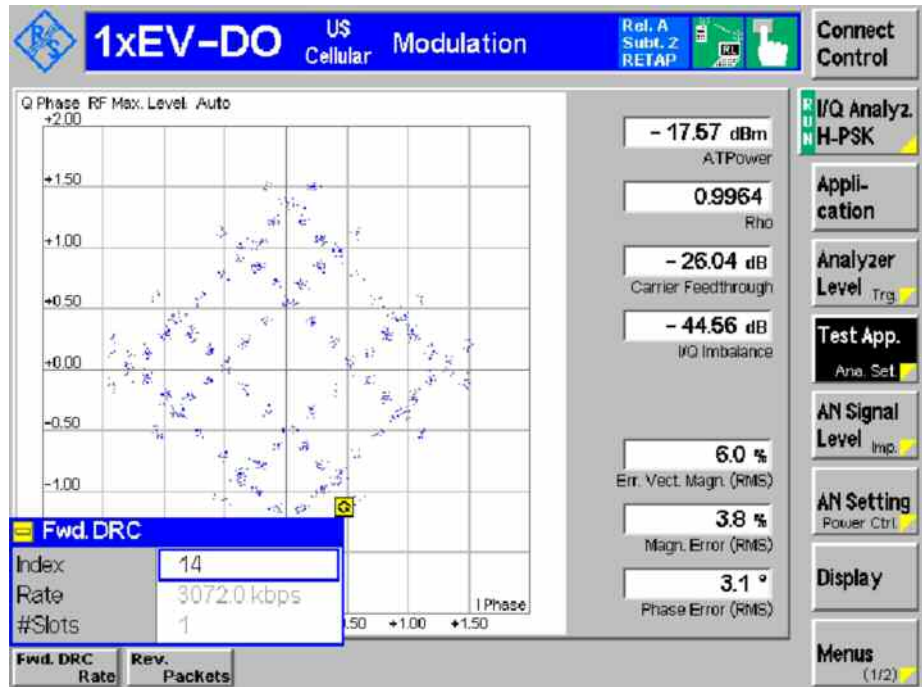 R&S
1xEV-DO
US
Cellular
Modulation
Rel. A
Subt. 2
RETAP
RL
Connect
Control
Q Phase RF Max. Level: Auto
+2.00
+1.50
+1.00
+0.50
+0.00
-0.50
-1.00
.50 +1.00 +1.50
I Phase
G
- 17.57 dBm
ATPower
0.9964
Rho
- 26.04 dB
Carrier Feedthrough
- 44.56 dB
I/Q Imbalance
6.0 %
Err. Vect. Magn. (RMS)
3.8 %
Magn. Error (RMS)
3.1 °
Phase Error (RMS)
RUN
I/Q Analyz.
H-PSK
Appli-
cation
Analyzer
Level Trg.
Test App.
Ana. Set.
AN Signal
Level Imp.
AN Setting
Power Ctrl.
Display
Menus
(1/2)
Fwd. DRC
Index 14
Rate 3072.0 kbps
#Slots 1
Fwd. DRC
Rate
Rev.
Packets